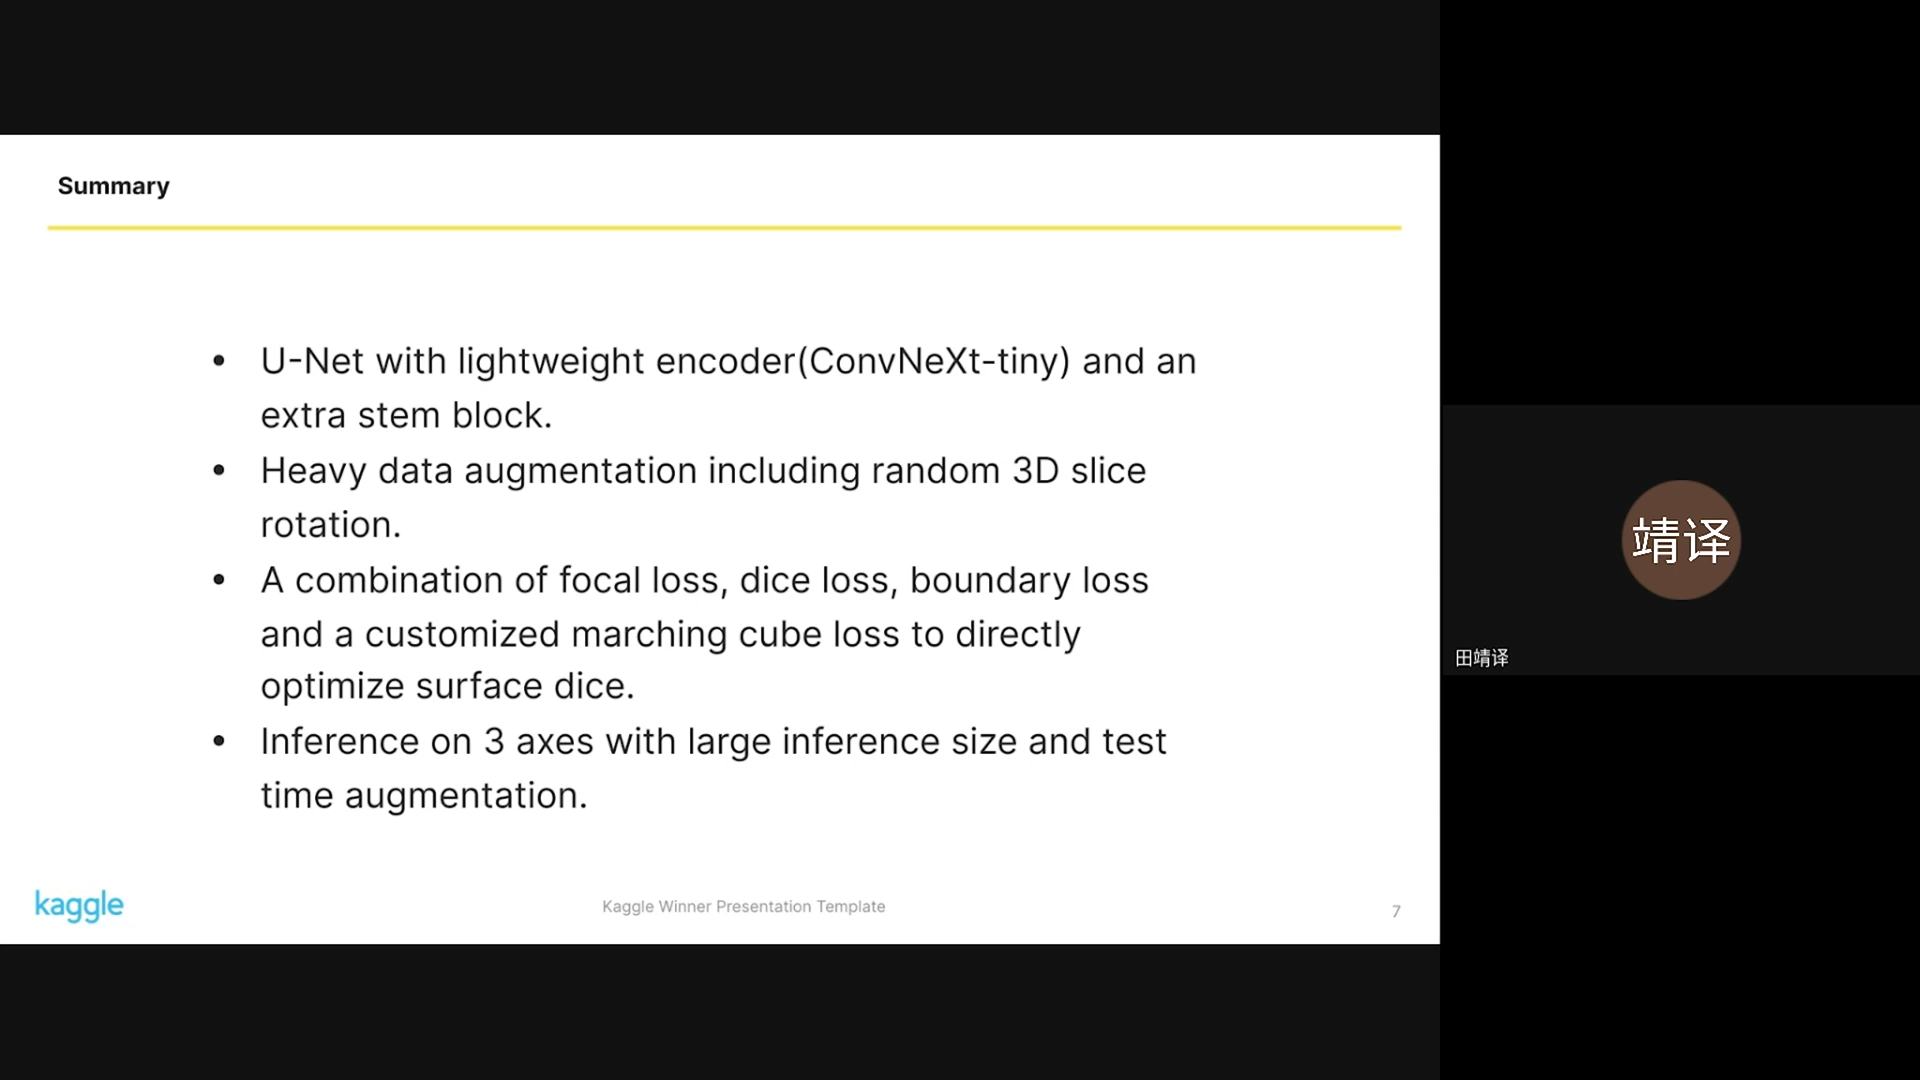 Summary
• U-Net with lightweight encoder(ConvNeXt-tiny) and an
extra stem block.
• Heavy data augmentation including random 3D slice
rotation.
• A combination of focal loss, dice loss, boundary loss
and a customized marching cube loss to directly
optimize surface dice.
• Inference on 3 axes with large inference size and test
time augmentation.
kaggle
Kaggle Winner Presentation Template
7
靖译
田靖译